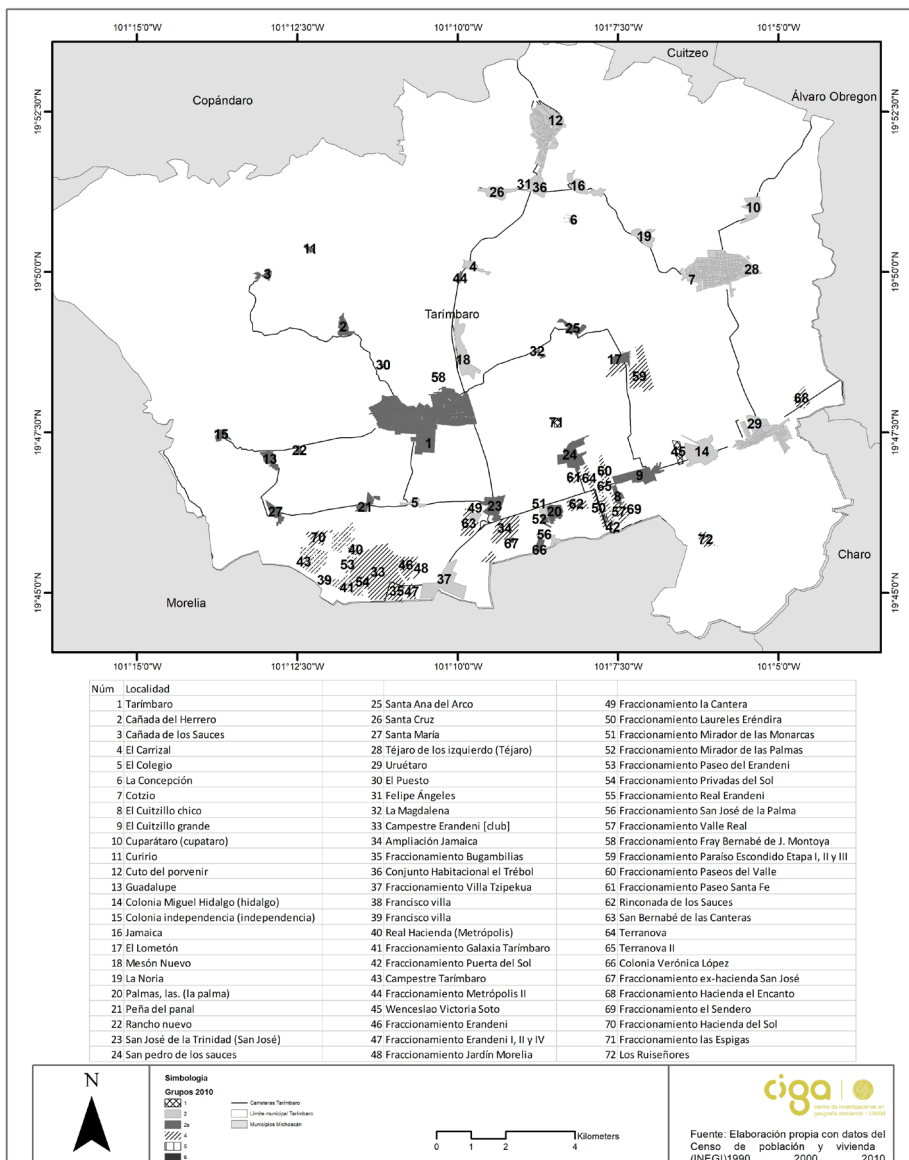 101°15'0"W 101°12'30"W 101°10'0"W 101°7'30"W 101°5'0"W
Cuitzeo
Copándaro
Álvaro Obregon
19°52'30"N 19°52'30"N
12
31 36 16
26
10
6
19
11
3
4
28
19°50'0"N 19°50'0"N
44
7
Tarímbaro
2 25
32
18 17
30
58 59
68
71
29
19°47'30"N 19°47'30"N
15
1
22
13 24 45 14
60
61 64 9
65
8
27 21 5 49 23 51 62 50 57 69
52 20
63 34 42
56
70 67 72
40 66
43 53 46 48 Charo
39 54 33 37
41 35 47
19°45'0"N 19°45'0"N
Morelia
101°15'0"W 101°12'30"W 101°10'0"W 101°7'30"W 101°5'0"W
Núm Localidad
1 Tarímbaro 25 Santa Ana del Arco 49 Fraccionamiento la Cantera
2 Cañada del Herrero 26 Santa Cruz 50 Fraccionamiento Laureles Eréndira
3 Cañada de los Sauces 27 Santa María 51 Fraccionamiento Mirador de las Monarcas
4 El Carrizal 28 Téjaro de los izquierdo (Téjaro) 52 Fraccionamiento Mirador de las Palmas
5 El Colegio 29 Uruétaro 53 Fraccionamiento Paseo del Erandeni
6 La Concepción 30 El Puesto 54 Fraccionamiento Privadas del Sol
7 Cotzio 31 Felipe Ángeles 55 Fraccionamiento Real Erandeni
8 El Cuitzillo chico 32 La Magdalena 56 Fraccionamiento San José de la Palma
9 El Cuitzillo grande 33 Campestre Erandeni [club] 57 Fraccionamiento Valle Real
10 Cuparátaro (cupataro) 34 Ampliación Jamaica 58 Fraccionamiento Fray Bernabé de J. Montoya
11 Curirio 35 Fraccionamiento Bugambilias 59 Fraccionamiento Paraíso Escondido Etapa I, II y III
12 Cuto del porvenir 36 Conjunto Habitacional el Trébol 60 Fraccionamiento Paseos del Valle
13 Guadalupe 37 Fraccionamiento Villa Tzipekua 61 Fraccionamiento Paseo Santa Fe
14 Colonia Miguel Hidalgo (hidalgo) 38 Francisco villa 62 Rinconada de los Sauces
15 Colonia independencia (independencia) 39 Francisco villa 63 San Bernabé de las Canteras
16 Jamaica 40 Real Hacienda (Metrópolis) 64 Terranova
17 El Lometón 41 Fraccionamiento Galaxia Tarímbaro 65 Terranova II
18 Mesón Nuevo 42 Fraccionamiento Puerta del Sol 66 Colonia Verónica López
19 La Noria 43 Campestre Tarímbaro 67 Fraccionamiento ex-hacienda San José
20 Palmas, las. (la palma) 44 Fraccionamiento Metrópolis II 68 Fraccionamiento Hacienda el Encanto
21 Peña del panal 45 Wenceslao Victoria Soto 69 Fraccionamiento el Sendero
22 Rancho nuevo 46 Fraccionamiento Erandeni 70 Fraccionamiento Hacienda del Sol
23 San José de la Trinidad (San José) 47 Fraccionamiento Erandeni I, II y IV 71 Fraccionamiento las Espigas
24 San pedro de los sauces 48 Fraccionamiento Jardín Morelia 72 Los Ruiseñores
N
Simbología
Grupos 2010
1 Carreteras Tarímbaro
2 Límite municipal Tarímbaro
2a Municipios Michoacán
4
5
6
0 1 2 4 Kilometers
ciga
centro de investigaciones en
geografía ambiental - UNAM
Fuente: Elaboración propia con datos del
Censo de población y vivienda
(INEGI)1990, 2000, 2010